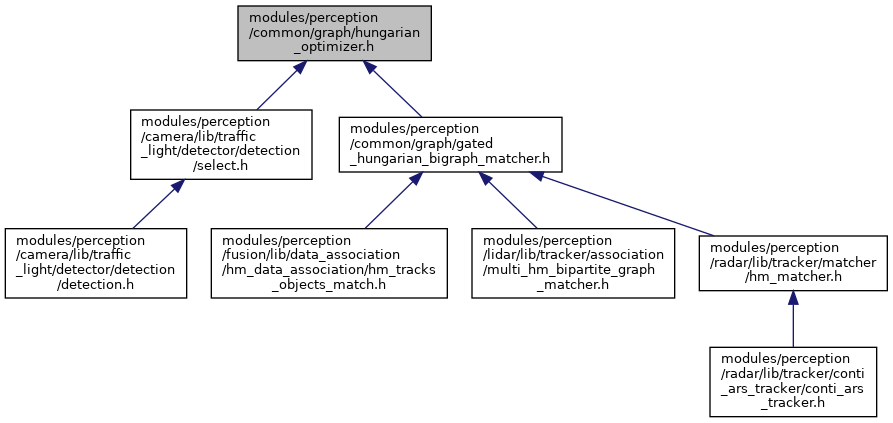 modules/perception
/common/graph/hungarian
_optimizer.h
modules/perception
/camera/lib/traffic
_light/detector/detection
/select.h
modules/perception
/common/graph/gated
_hungarian_bigraph_matcher.h
modules/perception
/camera/lib/traffic
_light/detector/detection
/detection.h
modules/perception
/fusion/lib/data_association
/hm_data_association/hm_tracks
_objects_match.h
modules/perception
/lidar/lib/tracker/association
/multi_hm_bipartite_graph
_matcher.h
modules/perception
/radar/lib/tracker/matcher
/hm_matcher.h
modules/perception
/radar/lib/tracker/conti
_ars_tracker/conti_ars
_tracker.h